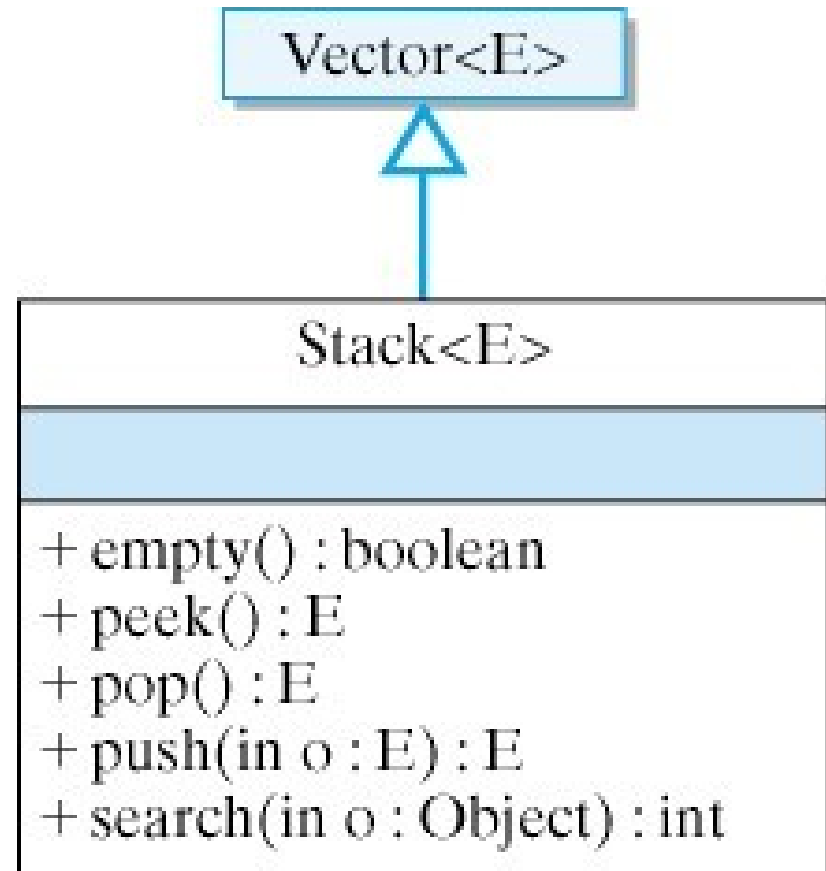 Vector<E>
Stack<E>
+ empty() : boolean
+ peek() : E
+ pop() : E
+ push(in o : E) : E
+ search(in o : Object) : int